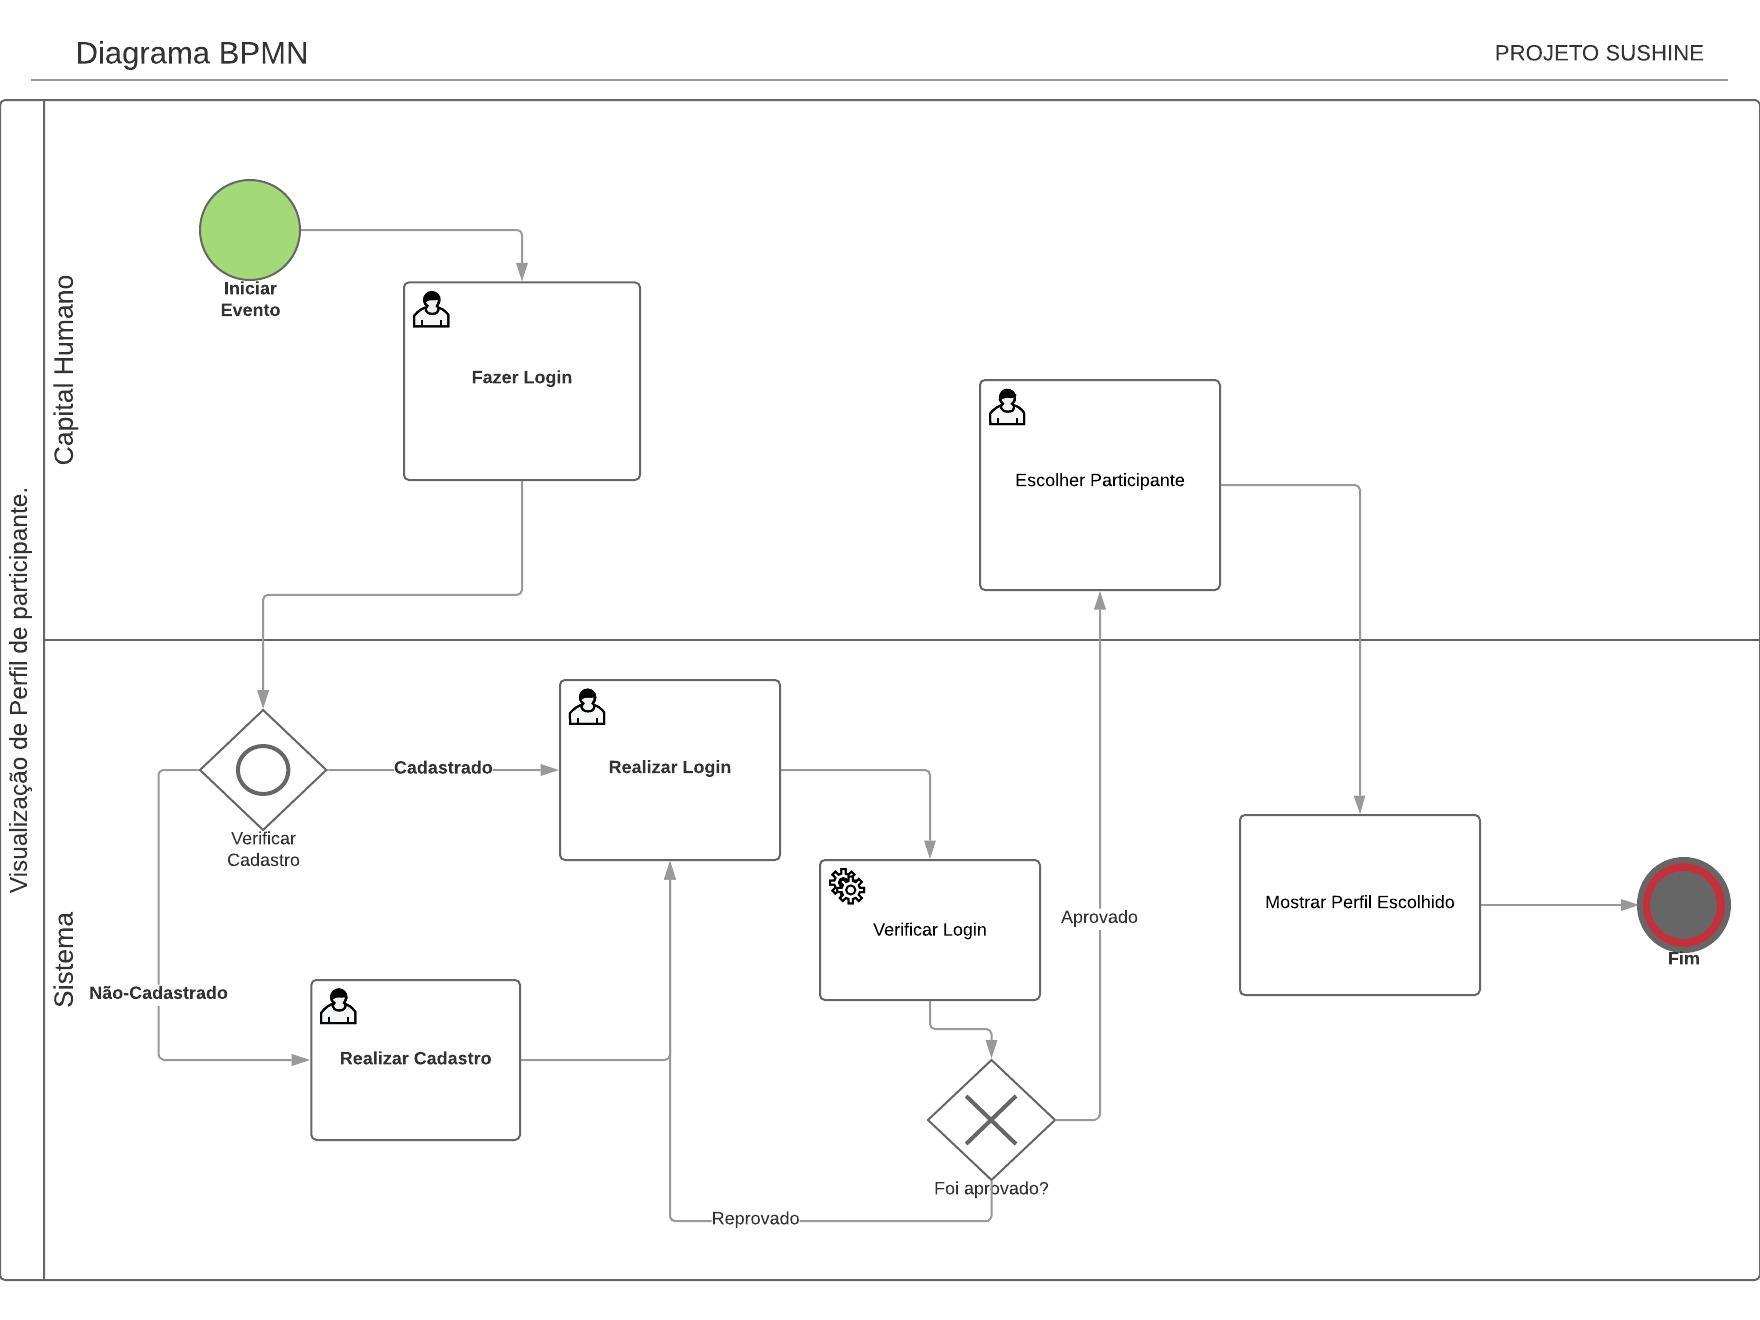 Diagrama BPMN
PROJETO SUSHINE
Visualização de Perfil de participante.
Capital Humano
Iniciar
Evento
Fazer Login
Escolher Participante
Sistema
Verificar
Cadastro
Cadastrado
Realizar Login
Não-Cadastrado
Realizar Cadastro
Verificar Login
Aprovado
Foi aprovado?
Reprovado
Mostrar Perfil Escolhido
Fim